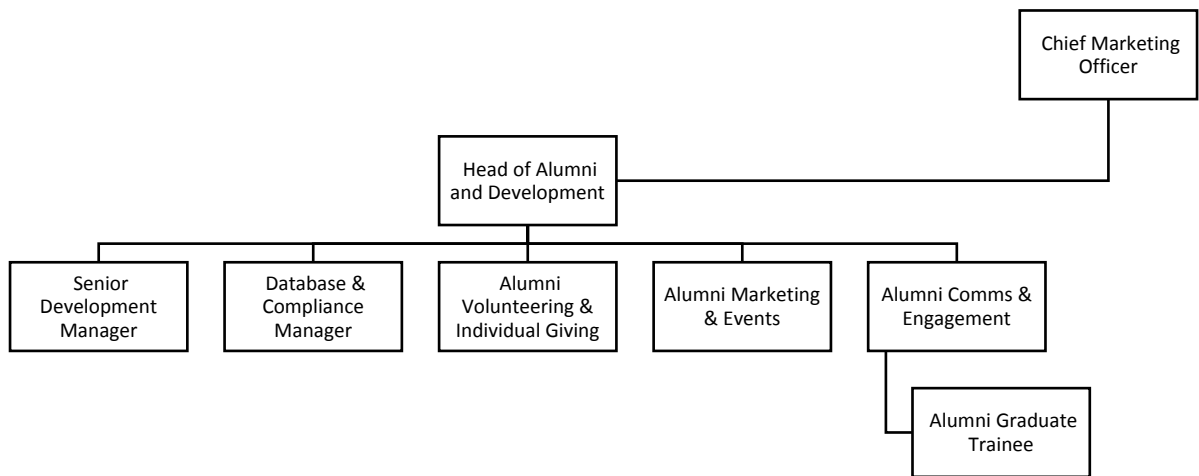 Chief Marketing
Officer
Head of Alumni
and Development
Senior
Development
Manager
Database &
Compliance
Manager
Alumni
Volunteering &
Individual Giving
Alumni Marketing
& Events
Alumni Comms &
Engagement
Alumni Graduate
Trainee